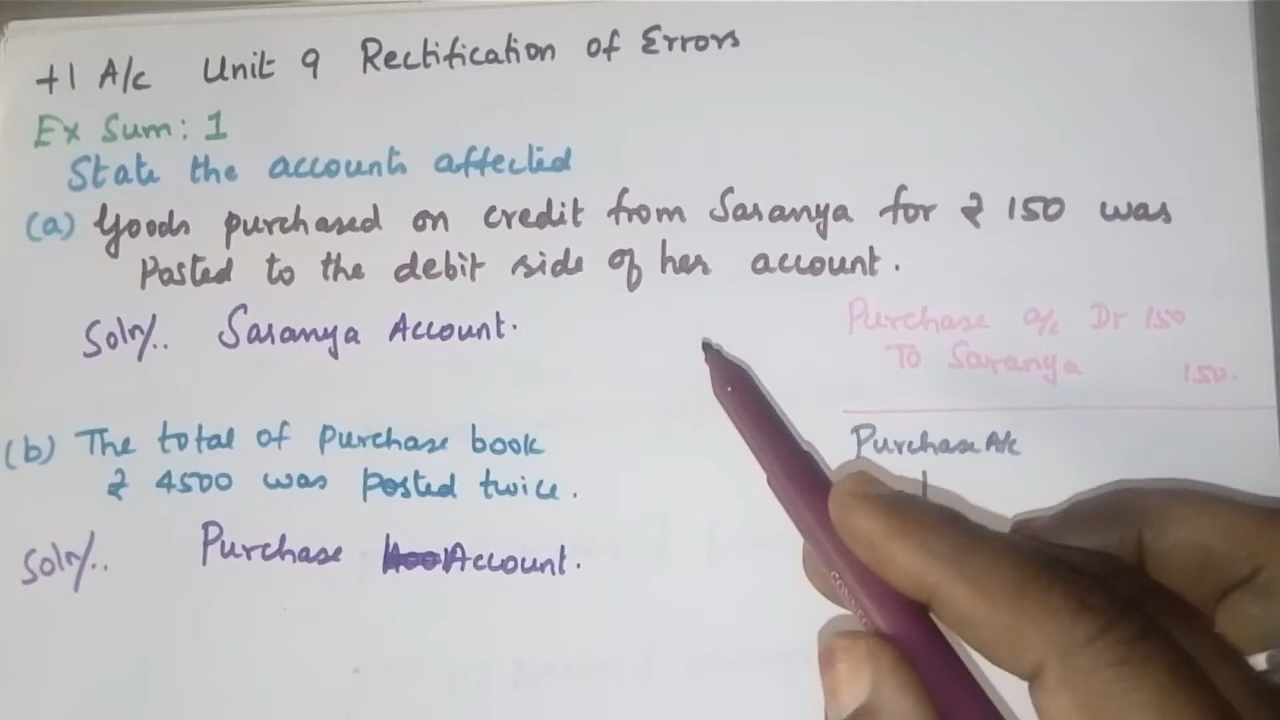 +1 A/c Unit 9 Rectification of Errors
Ex Sum: 1
State the accounts affected
(a) Goods purchased on credit from Saranya for ₹ 150 was
Posted to the debit side of her account.
Soln/.. Saranya Account.
Purchase a/c Dr 150
To Saranya 150.
(b) The total of purchase book
₹ 4500 was posted twice.
Purchase A/c
Soln/.. Purchase Account.